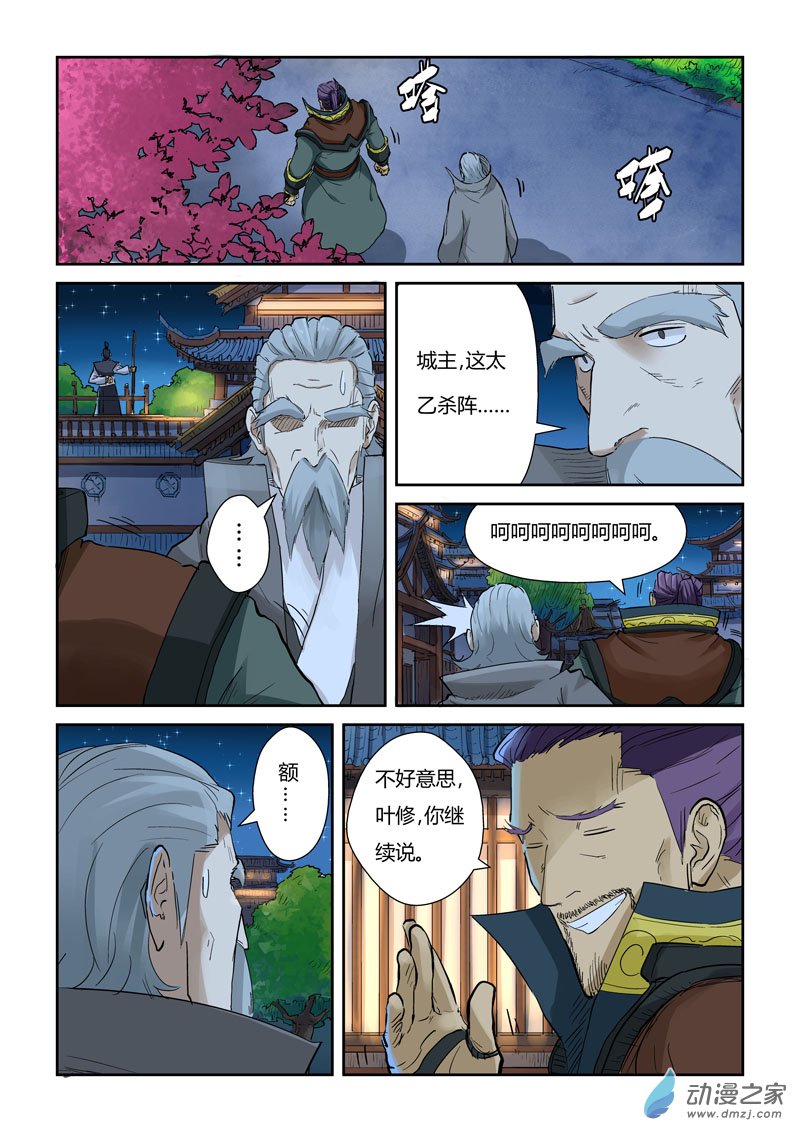 嗒
嗒
……
城主，这太
乙杀阵……
呵呵呵呵呵呵呵呵。
额……
不好意思，
叶修，你继
续说。
动漫之家
www.dmzj.com